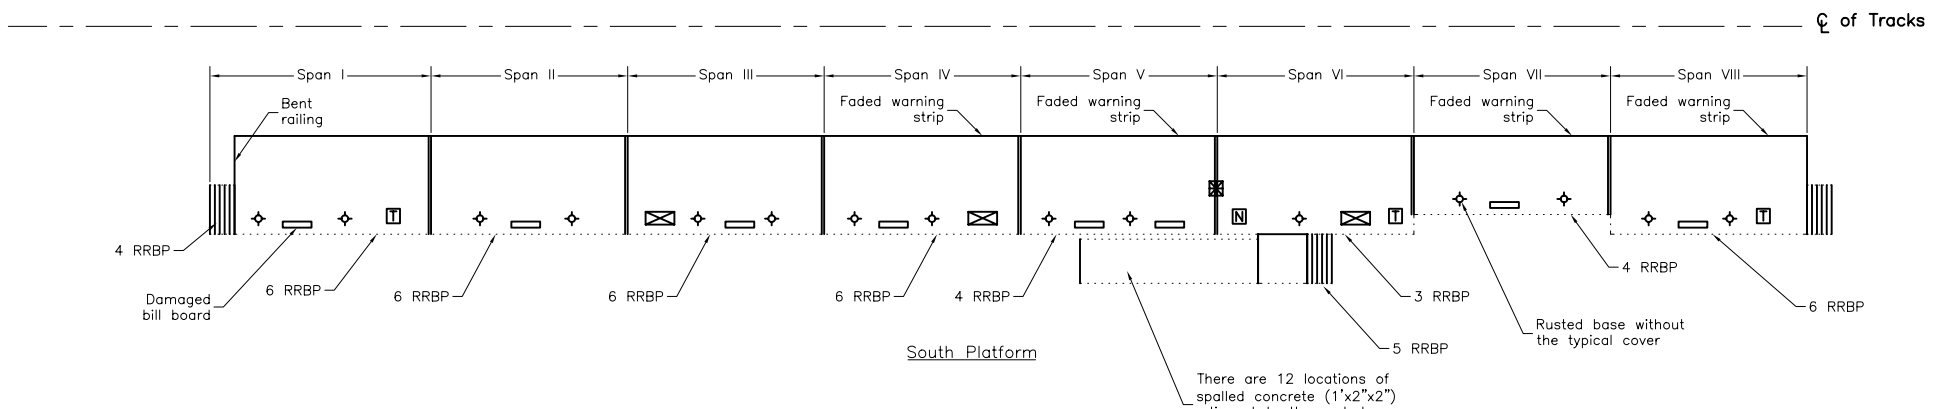 ℄ of Tracks
Span I
Span II
Span III
Span IV
Span V
Span VI
Span VII
Span VIII
Bent
railing
Faded warning
strip
Faded warning
strip
Faded warning
strip
Faded warning
strip
T
N
T
T
4 RRBP
Damaged
bill board
6 RRBP
6 RRBP
6 RRBP
6 RRBP
4 RRBP
3 RRBP
4 RRBP
6 RRBP
Rusted base without
the typical cover
5 RRBP
South Platform
There are 12 locations of
spalled concrete (1'x2"x2")